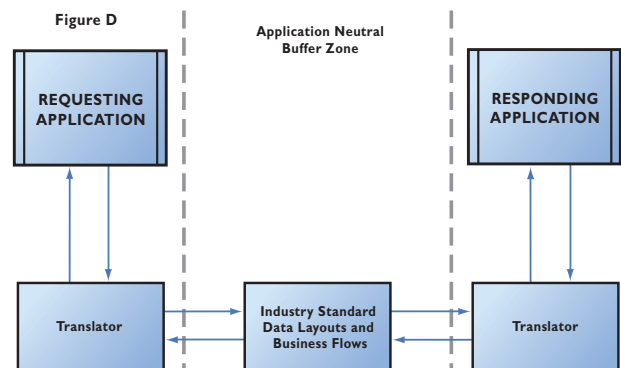 Figure D
Application Neutral
Buffer Zone
REQUESTING
APPLICATION
RESPONDING
APPLICATION
Translator
Industry Standard
Data Layouts and
Business Flows
Translator